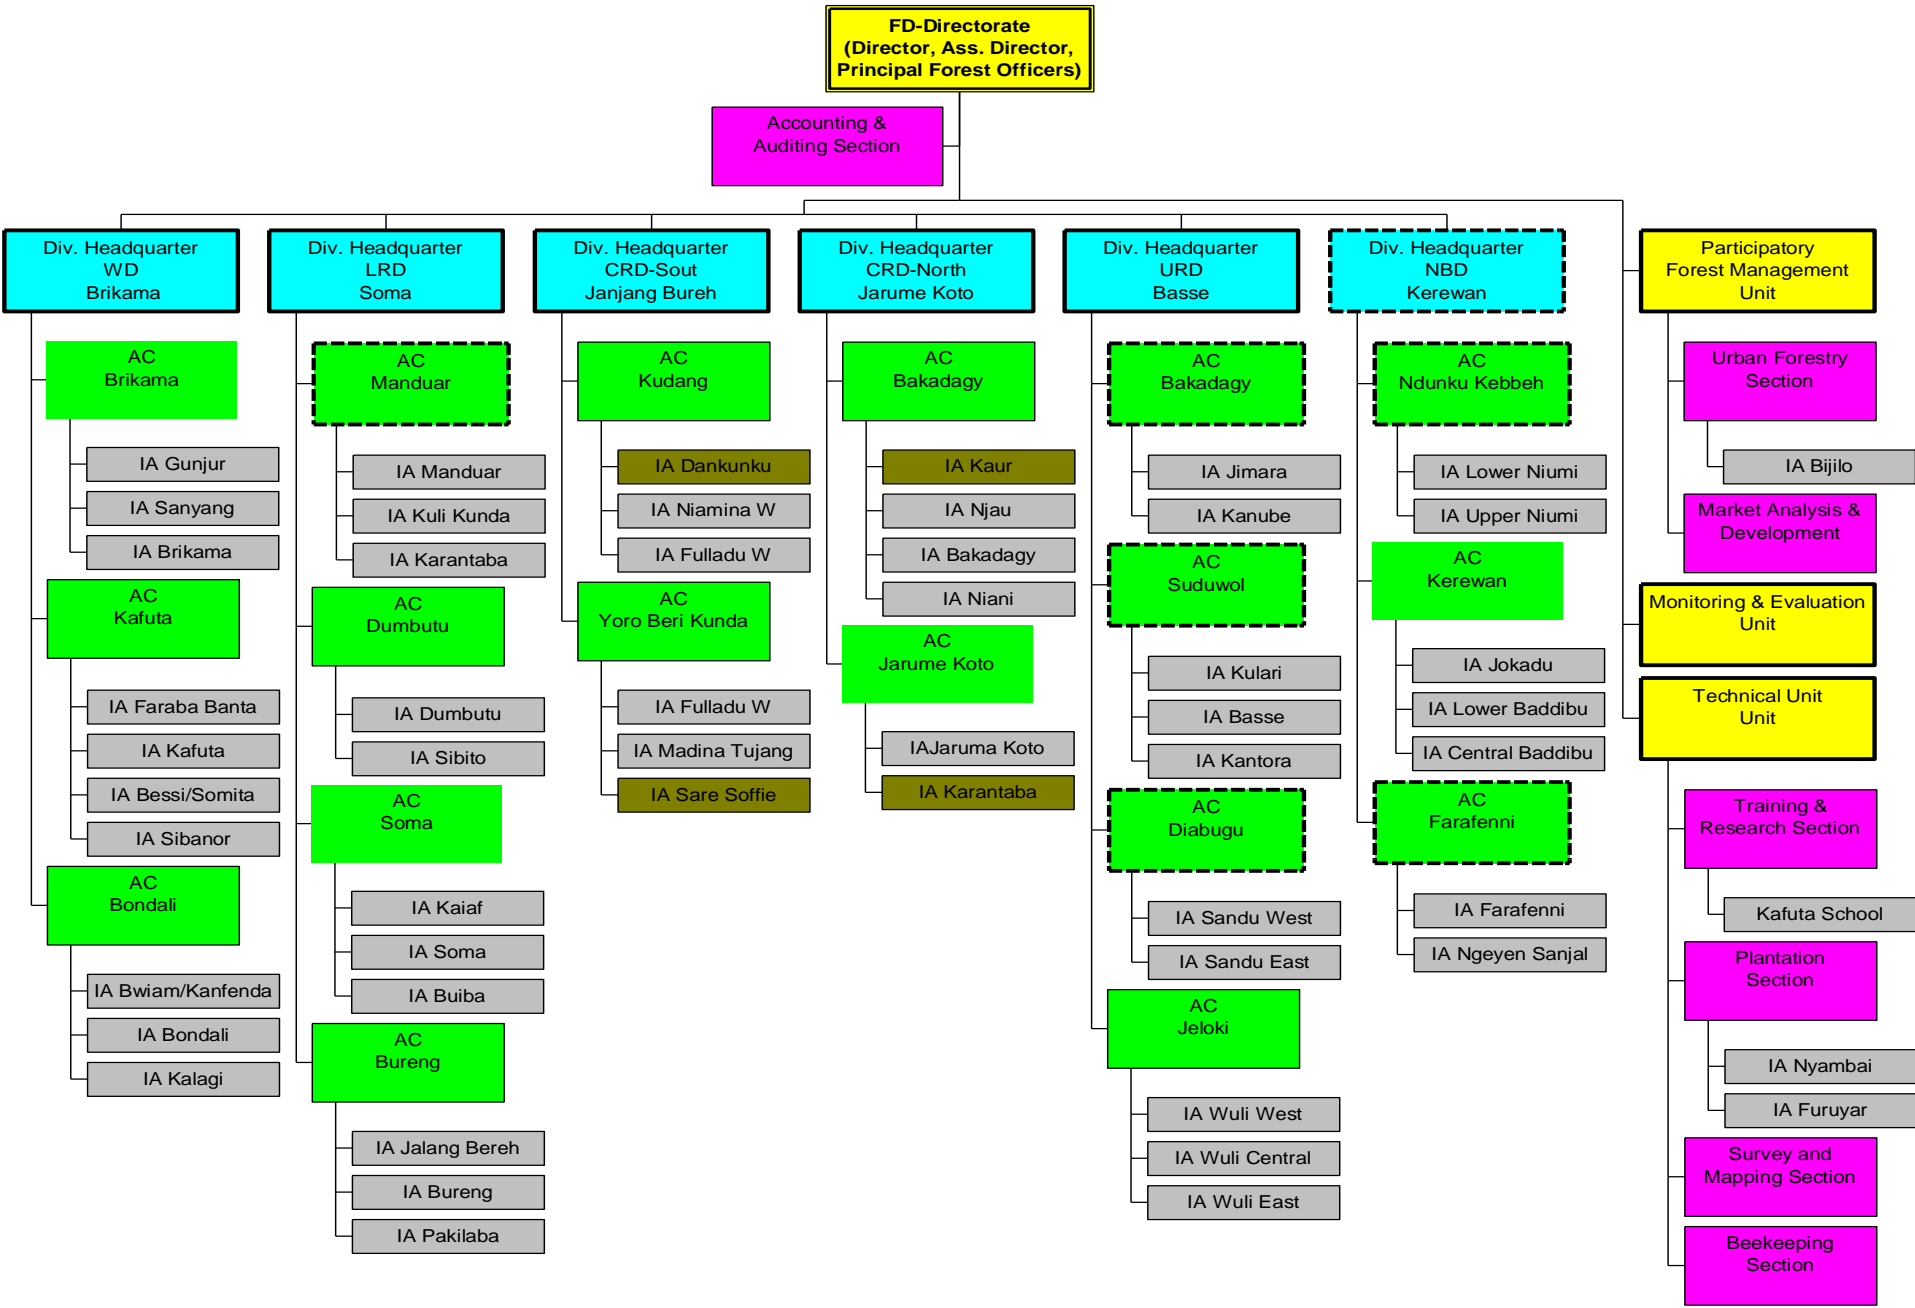 FD-Directorate
(Director, Ass. Director,
Principal Forest Officers)
Accounting &
Auditing Section
Div. Headquarter
WD
Brikama
AC
Brikama
IA Gunjur
IA Sanyang
IA Brikama
AC
Kafuta
IA Faraba Banta
IA Kafuta
IA Bessi/Somita
IA Sibanor
AC
Bondali
IA Bwiam/Kanfenda
IA Bondali
IA Kalagi
Div. Headquarter
LRD
Soma
AC
Manduar
IA Manduar
IA Kuli Kunda
IA Karantaba
AC
Dumbutu
IA Dumbutu
IA Sibito
AC
Soma
IA Kaiaf
IA Soma
IA Buiba
AC
Bureng
IA Jalang Bereh
IA Bureng
IA Pakilaba
Div. Headquarter
CRD-Sout
Janjang Bureh
AC
Kudang
IA Dankunku
IA Niamina W
IA Fulladu W
AC
Yoro Beri Kunda
IA Fulladu W
IA Madina Tujang
IA Sare Soffie
Div. Headquarter
CRD-North
Jarume Koto
AC
Bakadagy
IA Kaur
IA Njau
IA Bakadagy
IA Niani
AC
Jarume Koto
IAJaruma Koto
IA Karantaba
Div. Headquarter
URD
Basse
AC
Bakadagy
IA Jimara
IA Kanube
AC
Suduwol
IA Kulari
IA Basse
IA Kantora
AC
Diabugu
IA Sandu West
IA Sandu East
AC
Jeloki
IA Wuli West
IA Wuli Central
IA Wuli East
Div. Headquarter
NBD
Kerewan
AC
Ndunku Kebbeh
IA Lower Niumi
IA Upper Niumi
AC
Kerewan
IA Jokadu
IA Lower Baddibu
IA Central Baddibu
AC
Farafenni
IA Farafenni
IA Ngeyen Sanjal
Participatory
Forest Management
Unit
Urban Forestry
Section
IA Bijilo
Market Analysis &
Development
Monitoring & Evaluation
Unit
Technical Unit
Unit
Training &
Research Section
Kafuta School
Plantation
Section
IA Nyambai
IA Furuyar
Survey and
Mapping Section
Beekeeping
Section